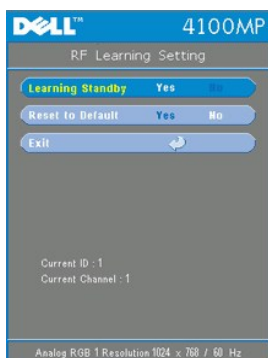 DELL™ 4100MP
RF Learning Setting
Learning Standby Yes No
Reset to Default Yes No
Exit
Current ID : 1
Current Channel : 1
Analog RGB 1 Resolution 1024 x 768 / 60 Hz